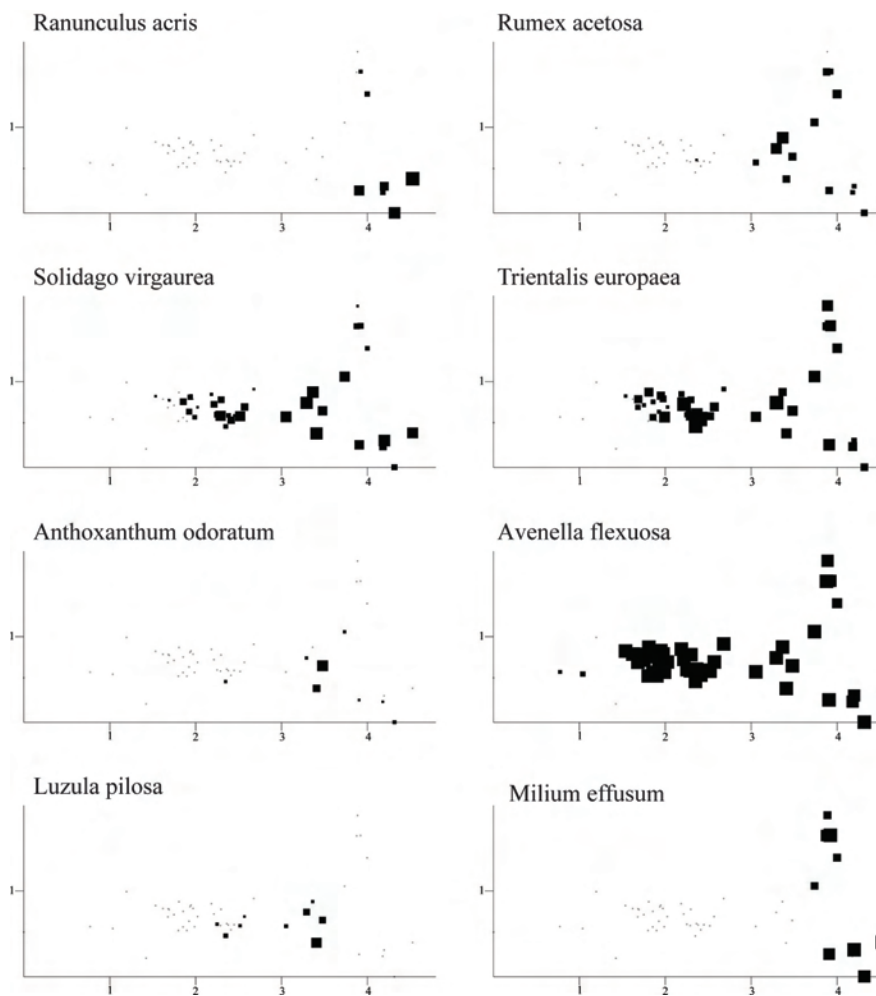 Ranunculus acris
1
1 2 3 4
Rumex acetosa
1
1 2 3 4
Solidago virgaurea
1
1 2 3 4
Trientalis europaea
1
1 2 3 4
Anthoxanthum odoratum
1
1 2 3 4
Avenella flexuosa
1
1 2 3 4
Luzula pilosa
1
1 2 3 4
Milium effusum
1
1 2 3 4